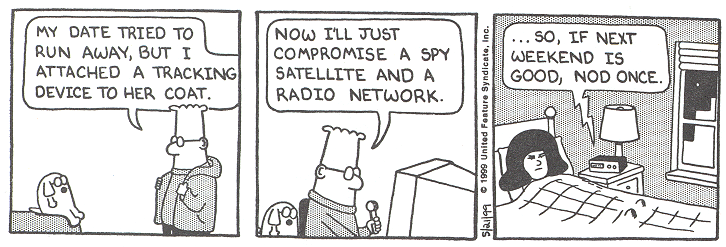 MY DATE TRIED TO
RUN AWAY, BUT I
ATTACHED A TRACKING
DEVICE TO HER COAT.
NOW I'LL JUST
COMPROMISE A SPY
SATELLITE AND A
RADIO NETWORK.
5/21/99 © 1999 United Feature Syndicate, Inc.
...SO, IF NEXT
WEEKEND IS
GOOD, NOD ONCE.